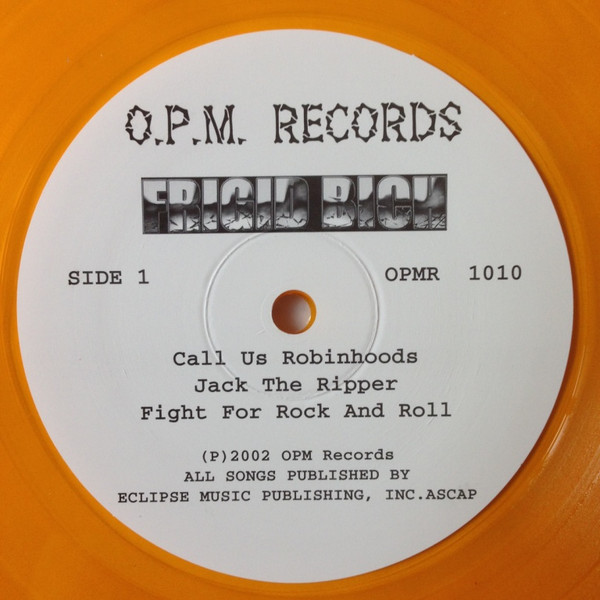 O.P.M. RECORDS
FRIGID BICH
SIDE 1
OPMR 1010
Call Us Robinhoods
Jack The Ripper
Fight For Rock And Roll
(P)2002 OPM Records
ALL SONGS PUBLISHED BY
ECLIPSE MUSIC PUBLISHING, INC.ASCAP